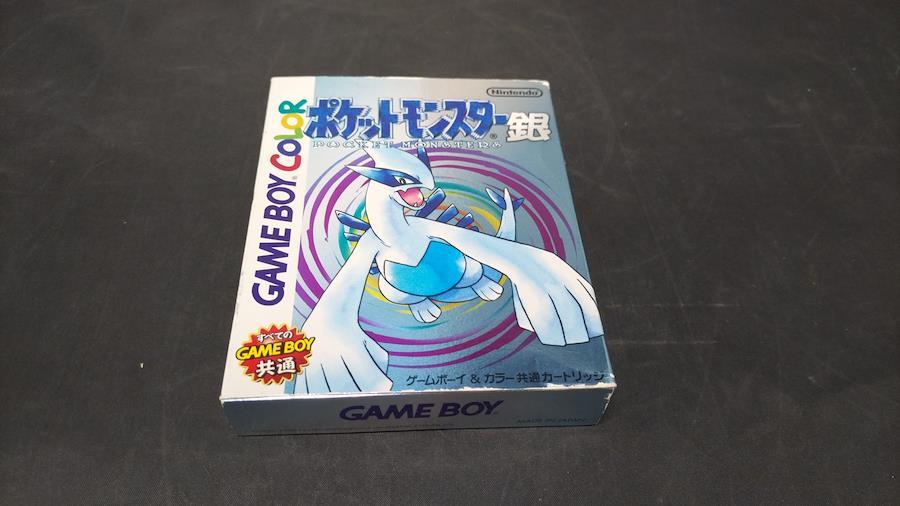 Nintendo
ポケットモンスター銀
POCKET MONSTERS
GAME BOY COLOR
すべての
GAME BOY
共通
ゲームボーイ & カラー共通カートリッジ
GAME BOY
MADE IN JAPAN